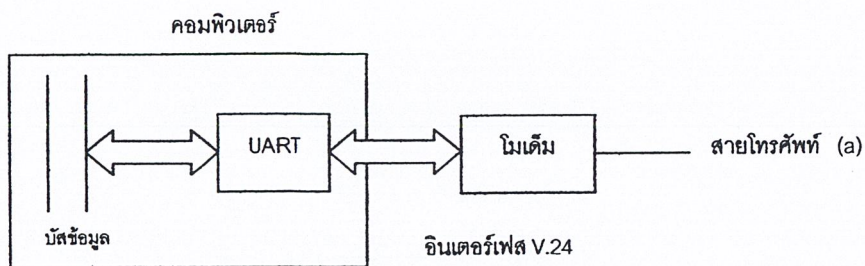 คอมพิวเตอร์
UART
โมเด็ม
สายโทรศัพท์ (a)
บัสข้อมูล
อินเตอร์เฟส V.24